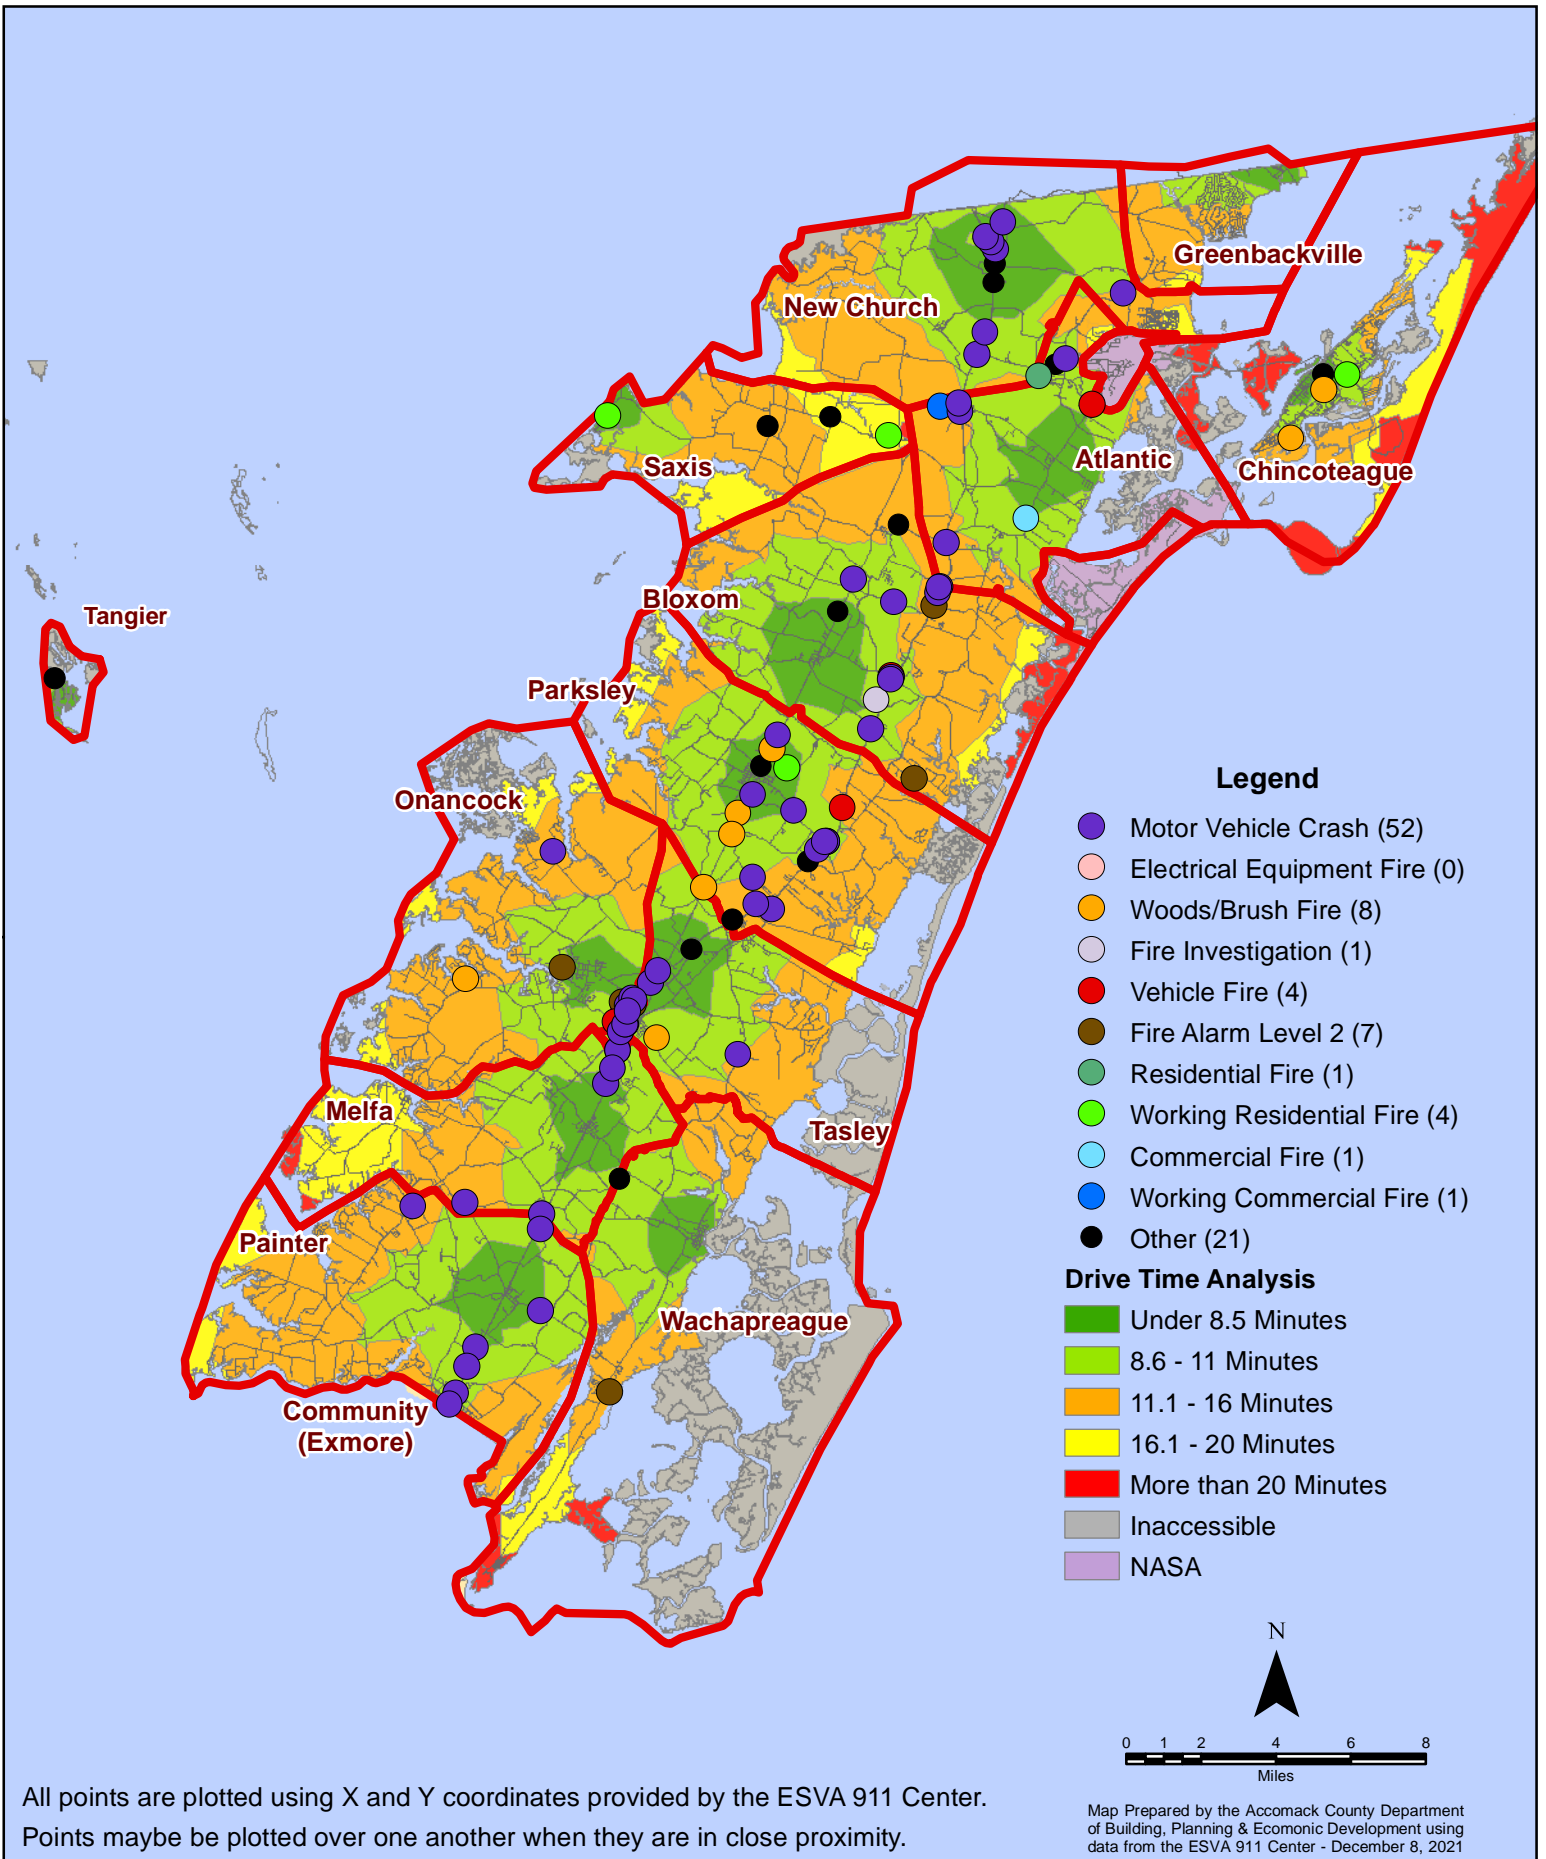 Greenbackville
New Church
Atlantic
Chincoteague
Saxis
Bloxom
Tangier
Parksley
Onancock
Melfa
Tasley
Painter
Wachapreague
Community
(Exmore)
Legend
Motor Vehicle Crash (52)
Electrical Equipment Fire (0)
Woods/Brush Fire (8)
Fire Investigation (1)
Vehicle Fire (4)
Fire Alarm Level 2 (7)
Residential Fire (1)
Working Residential Fire (4)
Commercial Fire (1)
Working Commercial Fire (1)
Other (21)
Drive Time Analysis
Under 8.5 Minutes
8.6 - 11 Minutes
11.1 - 16 Minutes
16.1 - 20 Minutes
More than 20 Minutes
Inaccessible
NASA
N
0 1 2 4 6 8
Miles
All points are plotted using X and Y coordinates provided by the ESVA 911 Center.
Points maybe be plotted over one another when they are in close proximity.
Map Prepared by the Accomack County Department
of Building, Planning & Ecomonic Development using
data from the ESVA 911 Center - December 8, 2021